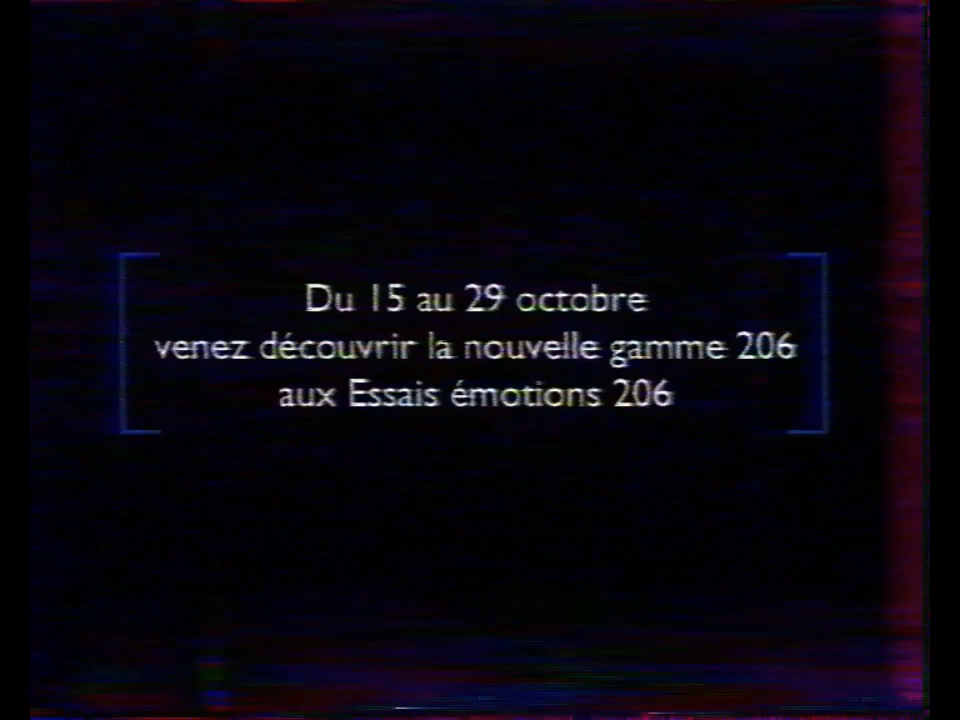 Du 15 au 29 octobre
venez découvrir la nouvelle gamme 206
aux Essais émotions 206